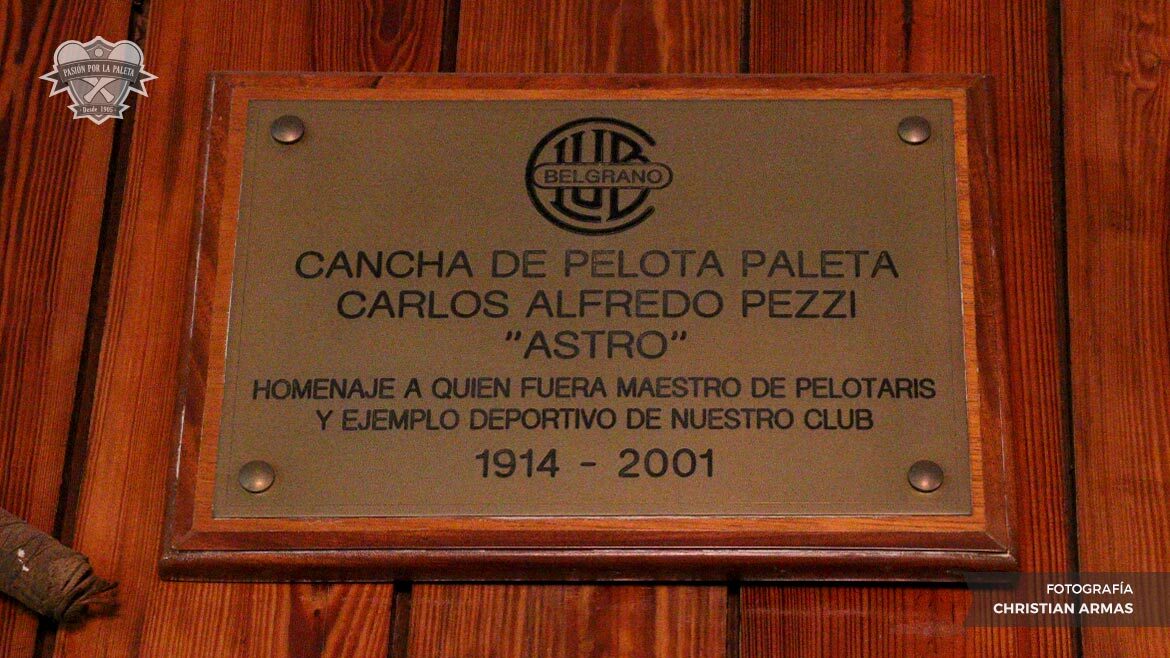 PASIÓN POR LA PALETA
Desde 1905
CLUB
BELGRANO
CANCHA DE PELOTA PALETA
CARLOS ALFREDO PEZZI
"ASTRO"
HOMENAJE A QUIEN FUERA MAESTRO DE PELOTARIS
Y EJEMPLO DEPORTIVO DE NUESTRO CLUB
1914 - 2001
FOTOGRAFÍA
CHRISTIAN ARMAS